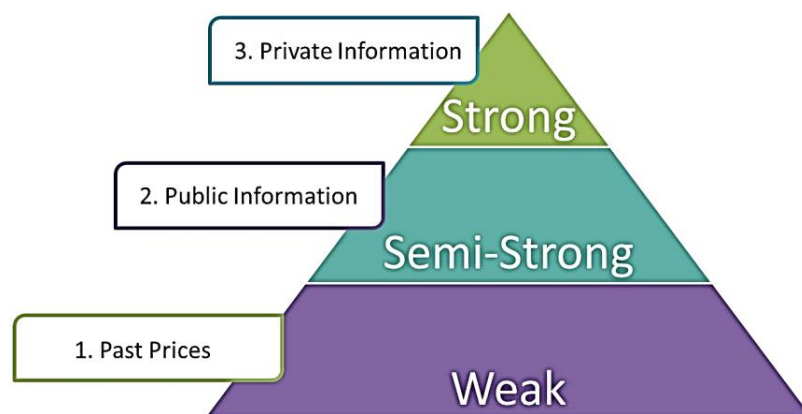 3. Private Information
Strong
2. Public Information
Semi-Strong
1. Past Prices
Weak